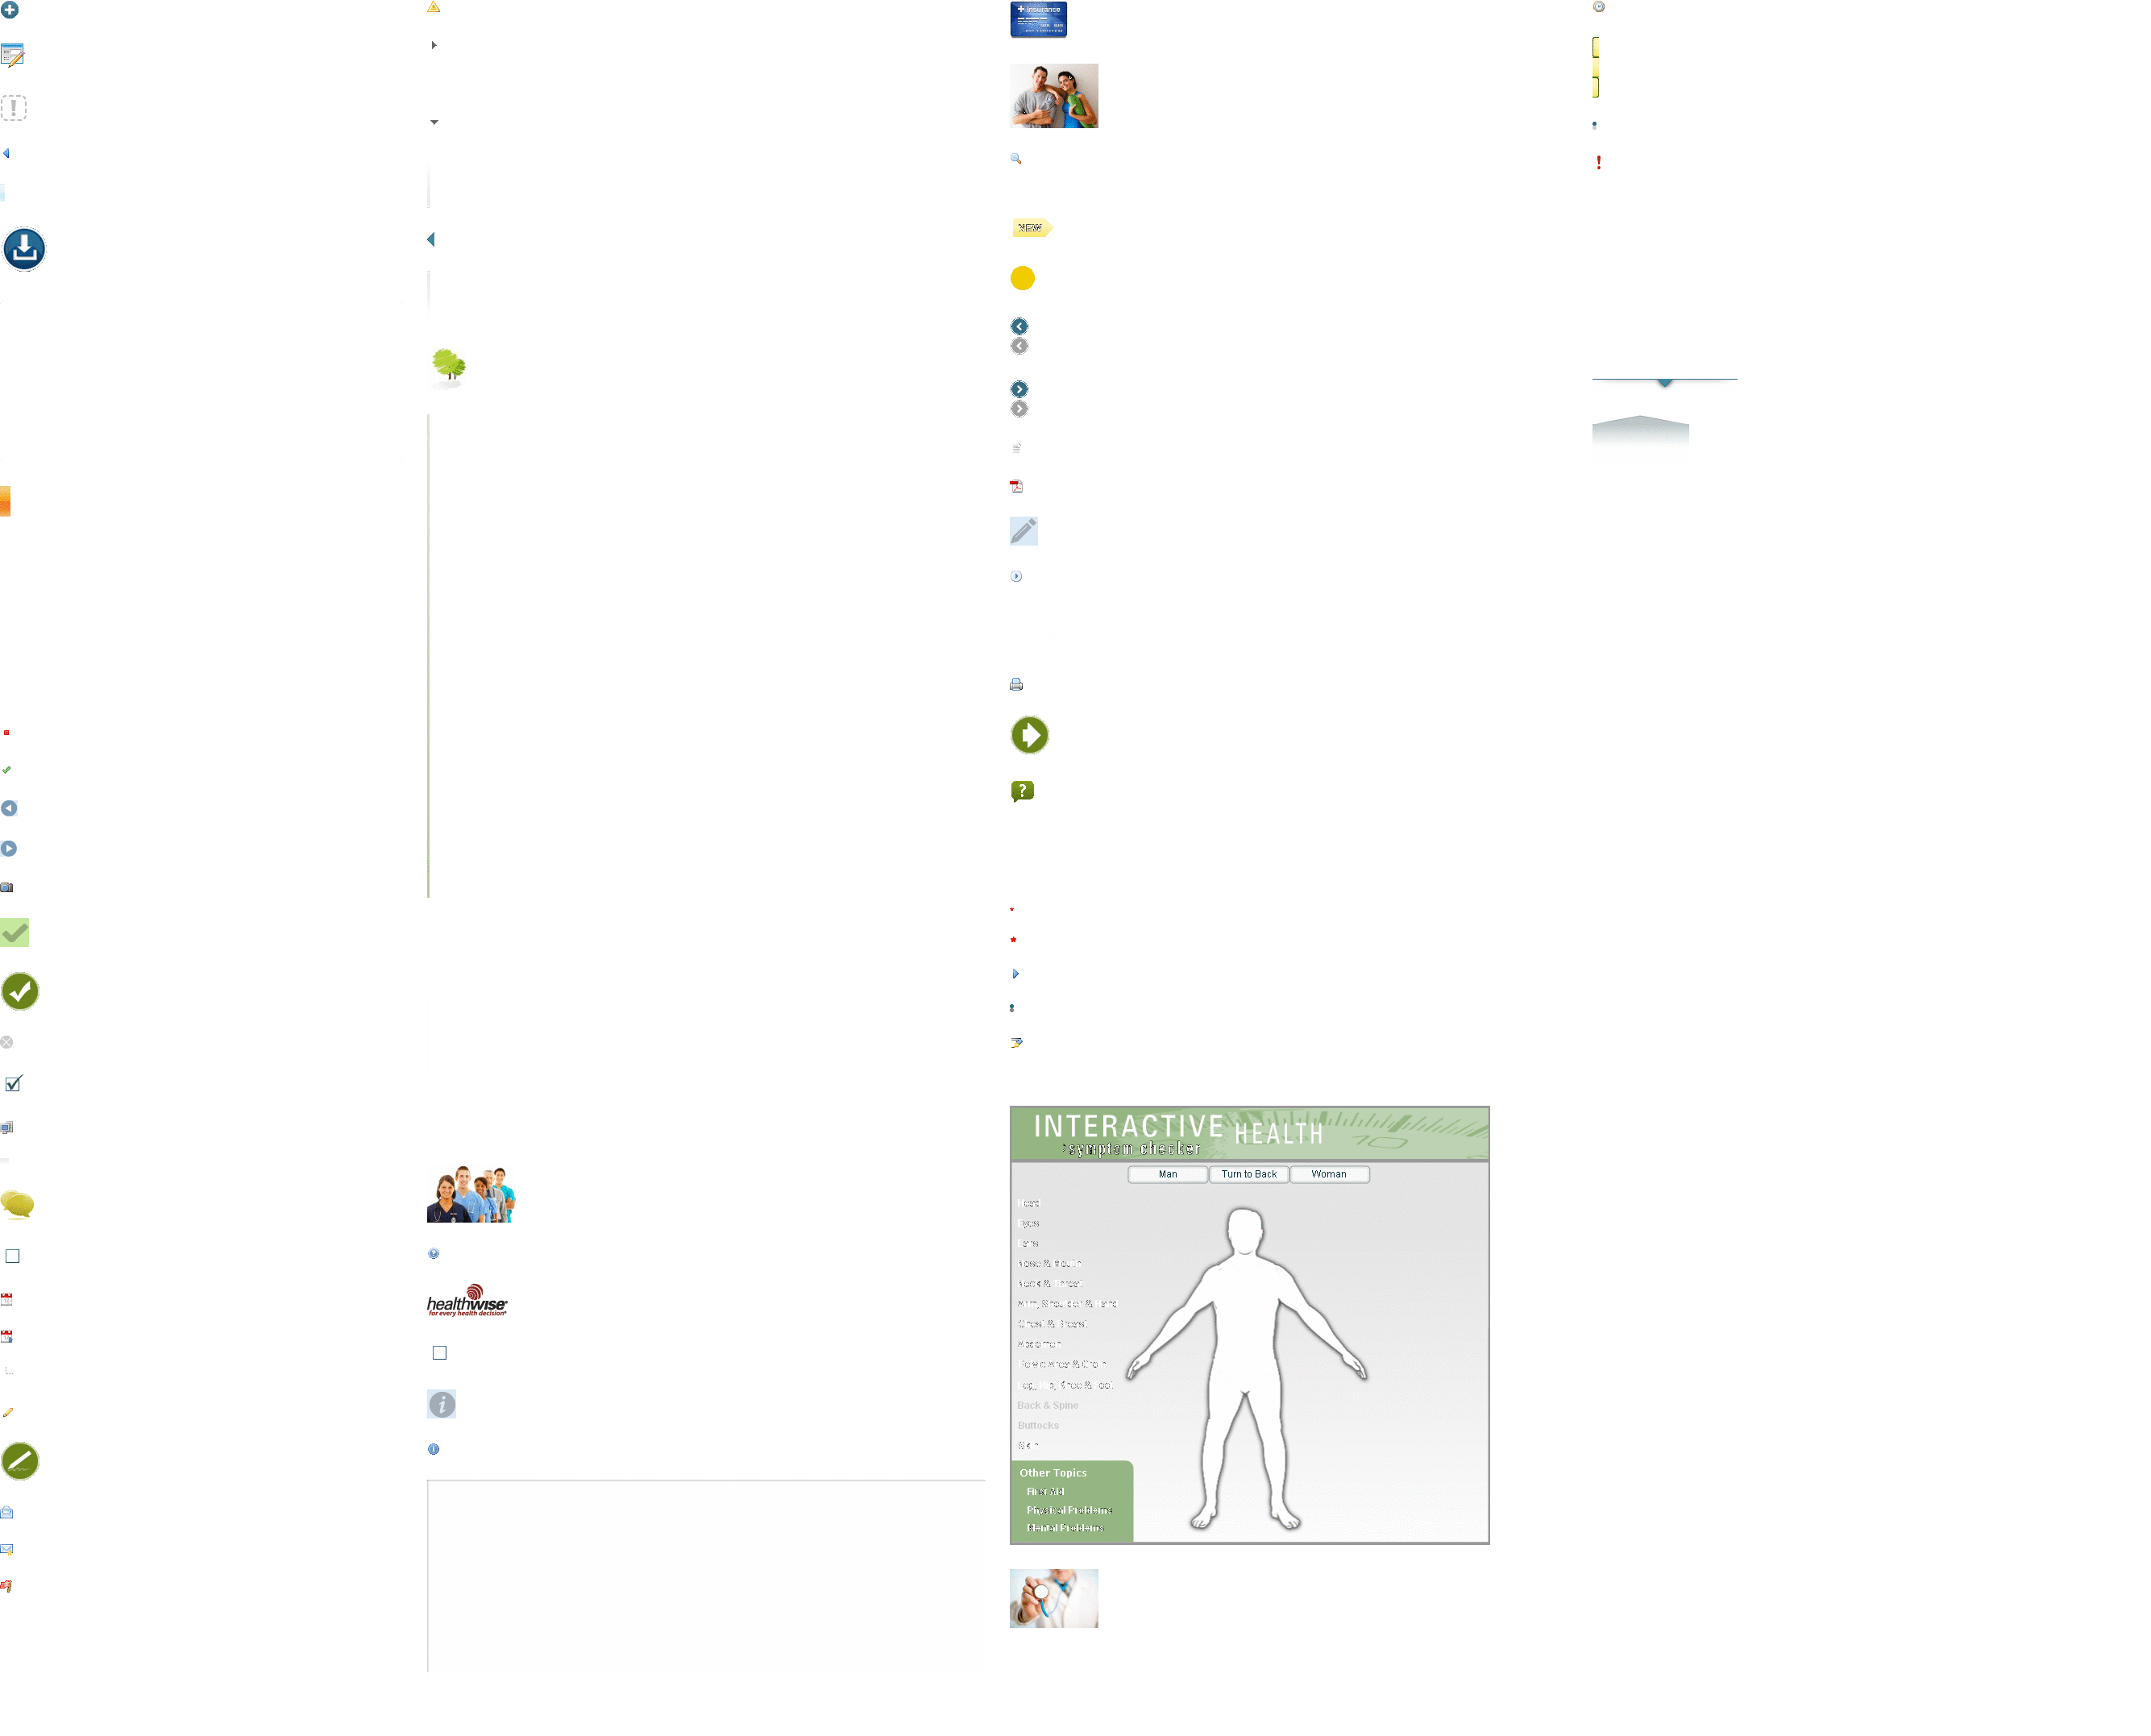 + insurance
NEW
healthwise
for every health decision®
INTERACTIVE HEALTH
symptom checker
Man
Turn to Back
Woman
Head
Eyes
Ears
Nose & Mouth
Neck & Throat
Arm, Shoulder & Hand
Chest & Breast
Abdomen
Pelvic Area & Groin
Leg, Hip, Knee & Foot
Back & Spine
Buttocks
Skin
Other Topics
First Aid
Physical Problems
Mental Problems